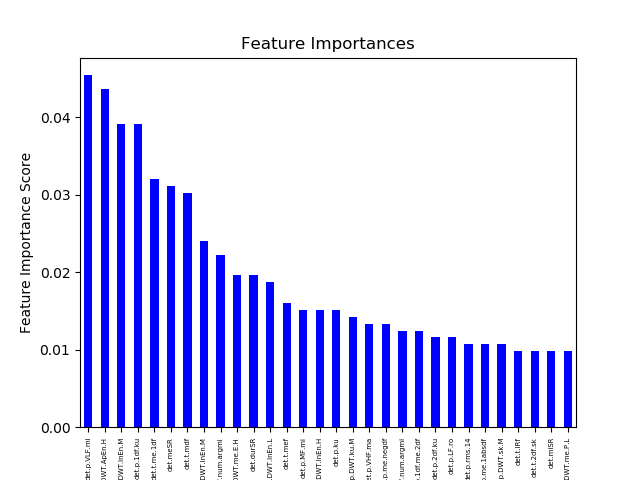 Feature Importances
Feature Importance Score
0.04
0.03
0.02
0.01
0.00
det.p.VLF.mi
DWT.ApEn.H
DWT.lnEn.M
det.p.1df.ku
det.t.me.1df
det.meSR
det.t.mdf
DWT.lnEn.M
.num.argmi
DWT.me.E.H
det.durSR
.DWT.lnEn.L
det.t.mef
det.p.MF.mi
DWT.lnEn.H
det.p.ku
p.DWT.ku.M
et.p.VHF.ma
.p.me.negdf
.num.argmi
.1df.me.2df
det.p.2df.ku
det.p.LF.ro
det.p.rms.14
.p.me.1absdf
p.DWT.sk.M
det.t.IRf
det.t.2df.sk
det.mISR
DWT.me.P.L